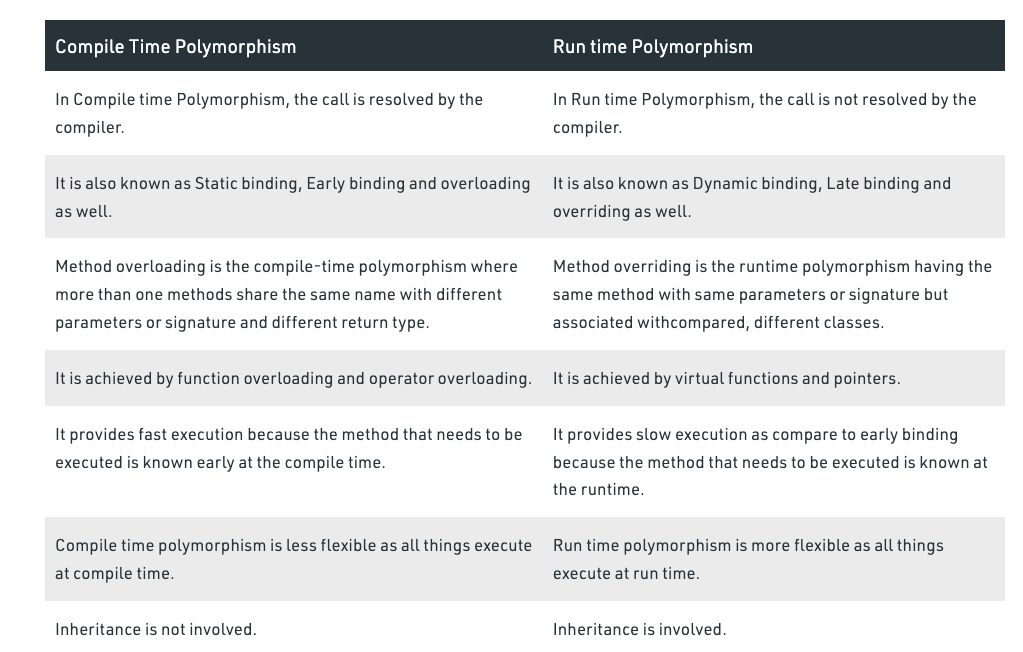 Compile Time Polymorphism
Run time Polymorphism
In Compile time Polymorphism, the call is resolved by the
compiler.
In Run time Polymorphism, the call is not resolved by the
compiler.
It is also known as Static binding, Early binding and overloading
as well.
It is also known as Dynamic binding, Late binding and
overriding as well.
Method overloading is the compile-time polymorphism where
more than one methods share the same name with different
parameters or signature and different return type.
Method overriding is the runtime polymorphism having the
same method with same parameters or signature but
associated withcompared, different classes.
It is achieved by function overloading and operator overloading.
It is achieved by virtual functions and pointers.
It provides fast execution because the method that needs to be
executed is known early at the compile time.
It provides slow execution as compare to early binding
because the method that needs to be executed is known at
the runtime.
Compile time polymorphism is less flexible as all things execute
at compile time.
Run time polymorphism is more flexible as all things
execute at run time.
Inheritance is not involved.
Inheritance is involved.